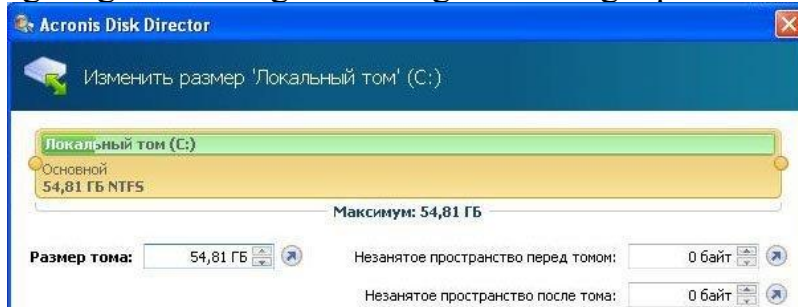 Acronis Disk Director
Изменить размер 'Локальный том' (C:)
Локальный том (C:)
Основной
54,81 ГБ NTFS
Максимум: 54,81 ГБ
Размер тома: 54,81 ГБ Незанятое пространство перед томом: 0 байт
Незанятое пространство после тома: 0 байт